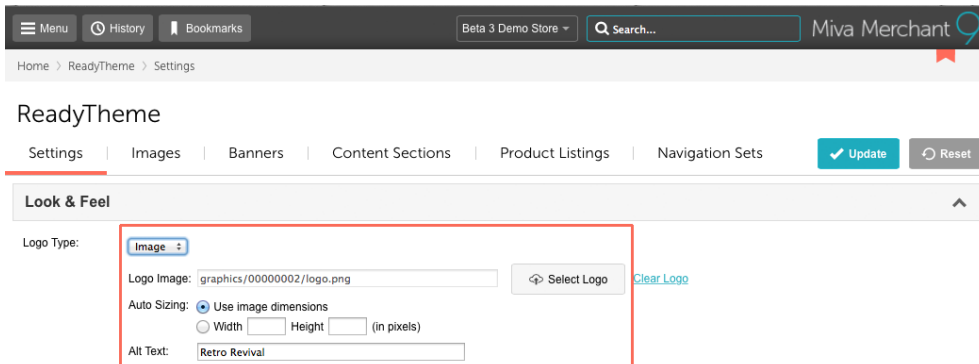 Menu History Bookmarks Beta 3 Demo Store Search... Miva Merchant 9
Home > ReadyTheme > Settings
ReadyTheme
Settings | Images | Banners | Content Sections | Product Listings | Navigation Sets Update Reset
Look & Feel
Logo Type: Image
Logo Image: graphics/00000002/logo.png Select Logo Clear Logo
Auto Sizing: Use image dimensions
Width Height (in pixels)
Alt Text: Retro Revival